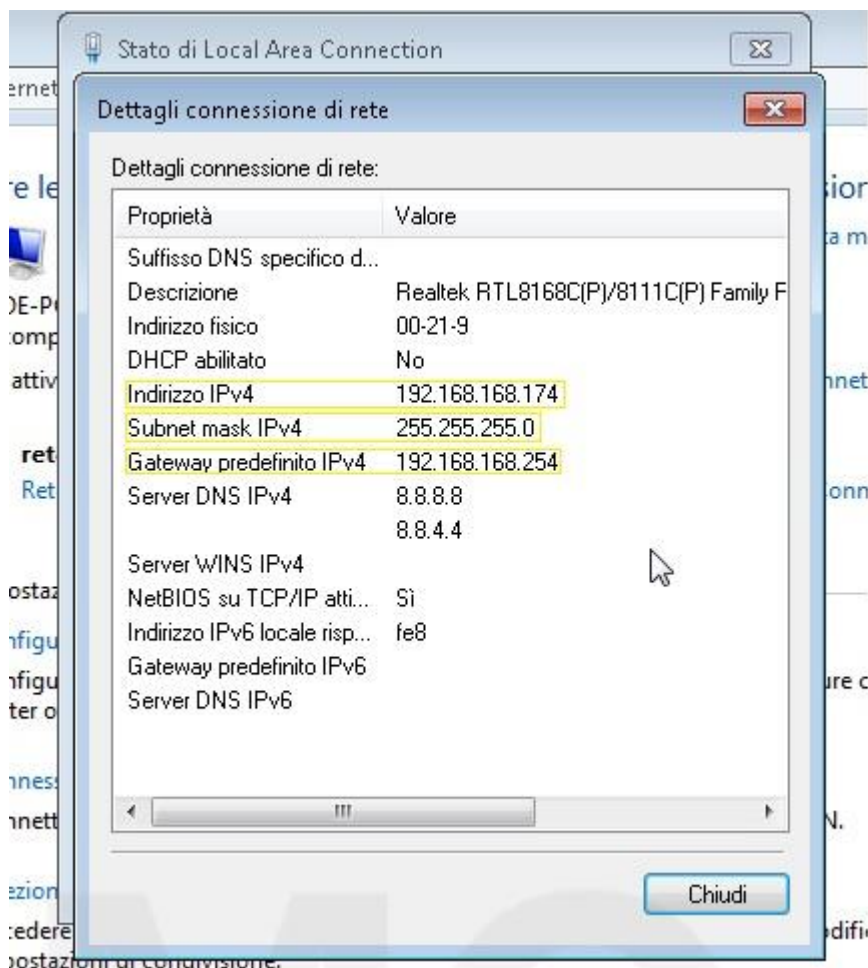 Stato di Local Area Connection
Dettagli connessione di rete
Dettagli connessione di rete:
Proprietà Valore
Suffisso DNS specifico d...
Descrizione Realtek RTL8168C(P)/8111C(P) Family F
Indirizzo fisico 00-21-9
DHCP abilitato No
Indirizzo IPv4 192.168.168.174
Subnet mask IPv4 255.255.255.0
Gateway predefinito IPv4 192.168.168.254
Server DNS IPv4 8.8.8.8
8.8.4.4
Server WINS IPv4
NetBIOS su TCP/IP atti... Sì
Indirizzo IPv6 locale risp... fe8
Gateway predefinito IPv6
Server DNS IPv6
Chiudi